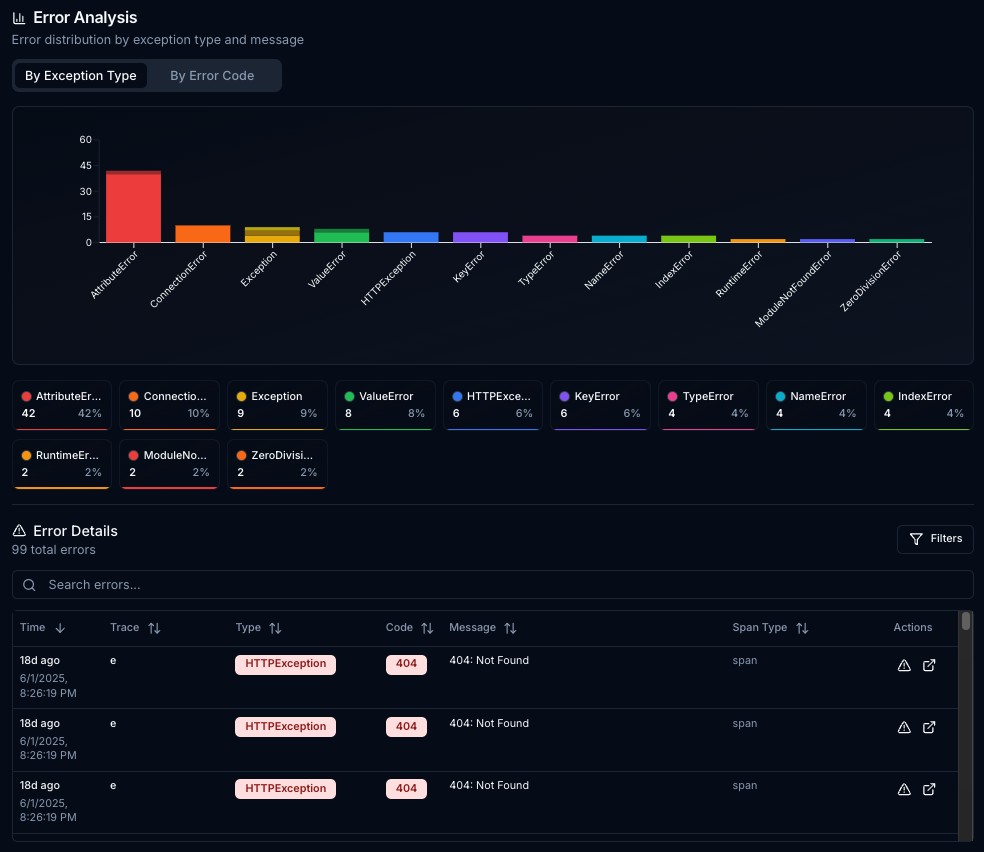 Error Analysis
Error distribution by exception type and message
By Exception Type By Error Code
60
45
30
15
0
AttributeError ConnectionError Exception ValueError HTTPException KeyError TypeError NameError IndexError RuntimeError ModuleNotFoundError ZeroDivisionError
AttributeEr... Connectio... Exception ValueError HTTPExce... KeyError TypeError NameError IndexError
42 42% 10 10% 9 9% 8 8% 6 6% 6 6% 4 4% 4 4% 4 4%
RuntimeEr... ModuleNo... ZeroDivisi...
2 2% 2 2% 2 2%
Error Details
99 total errors
Filters
Search errors...
Time Trace Type Code Message Span Type Actions
18d ago e HTTPException 404 404: Not Found span
6/1/2025,
8:26:19 PM
18d ago e HTTPException 404 404: Not Found span
6/1/2025,
8:26:19 PM
18d ago e HTTPException 404 404: Not Found span
6/1/2025,
8:26:19 PM